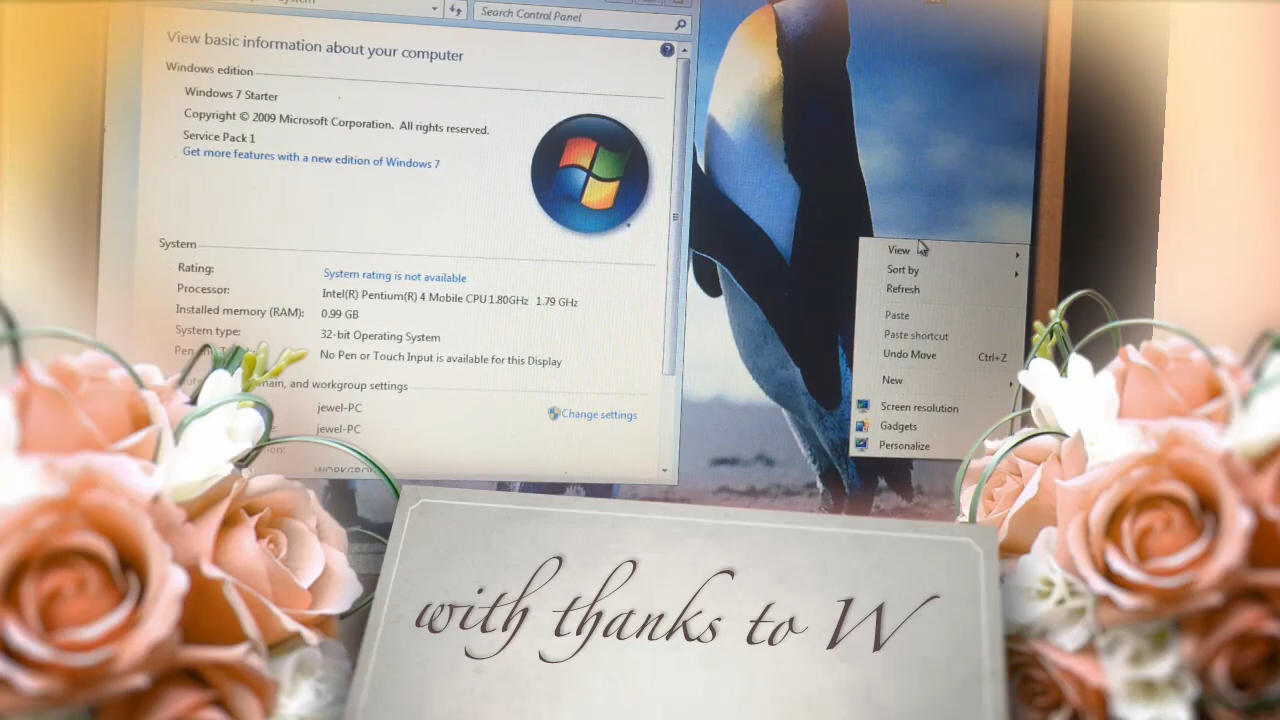 Search Control Panel
View basic information about your computer
Windows edition
Windows 7 Starter
Copyright © 2009 Microsoft Corporation. All rights reserved.
Service Pack 1
Get more features with a new edition of Windows 7
System
Rating: System rating is not available
Processor: Intel(R) Pentium(R) 4 Mobile CPU 1.80GHz 1.79 GHz
Installed memory (RAM): 0.99 GB
System type: 32-bit Operating System
Pen No Pen or Touch Input is available for this Display
main, and workgroup settings
jewel-PC
Change settings
jewel-PC
View
Sort by
Refresh
Paste
Paste shortcut
Undo Move Ctrl+Z
New
Screen resolution
Gadgets
Personalize
with thanks to W